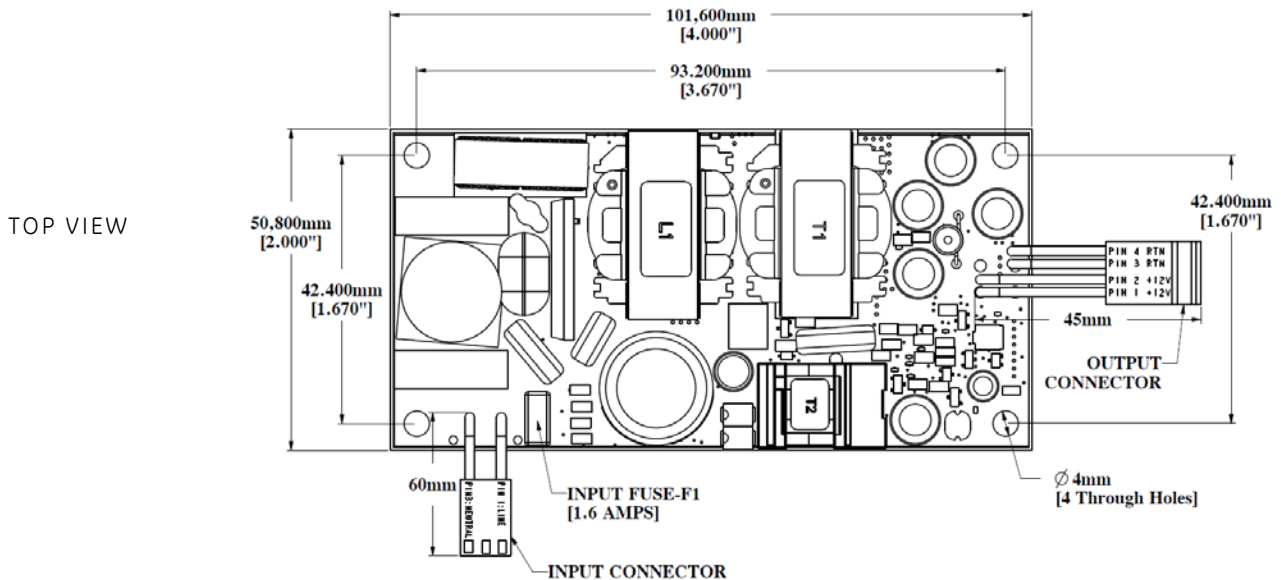 101,600mm
[4.000"]
93.200mm
[3.670"]
TOP VIEW
50,800mm
[2.000"]
42.400mm
[1.670"]
42.400mm
[1.670"]
L1
T1
T2
PIN 4 RTN
PIN 3 RTN
PIN 2 +12V
PIN 1 +12V
45mm
OUTPUT
CONNECTOR
60mm
PIN3:NEUTRAL
PIN 1:LINE
INPUT FUSE-F1
[1.6 AMPS]
Ø 4mm
[4 Through Holes]
INPUT CONNECTOR